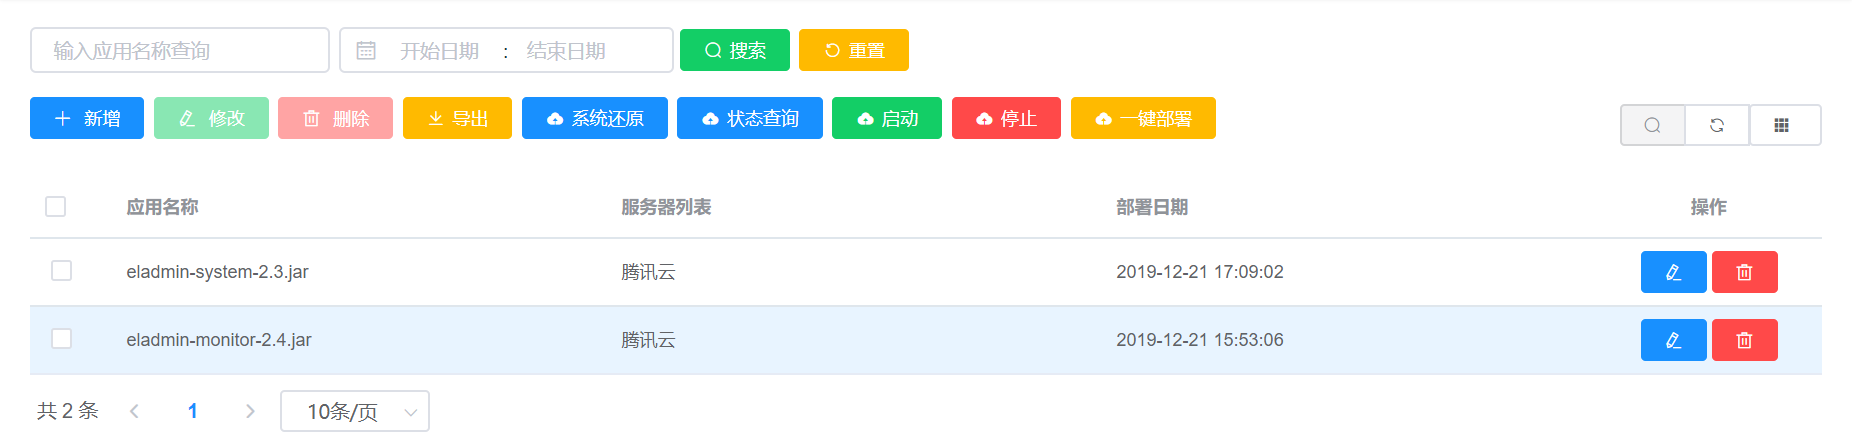 输入应用名称查询 开始日期 : 结束日期 搜索 重置
新增 修改 删除 导出 系统还原 状态查询 启动 停止 一键部署
应用名称 服务器列表 部署日期 操作
eladmin-system-2.3.jar 腾讯云 2019-12-21 17:09:02
eladmin-monitor-2.4.jar 腾讯云 2019-12-21 15:53:06
共 2 条 1 10条/页